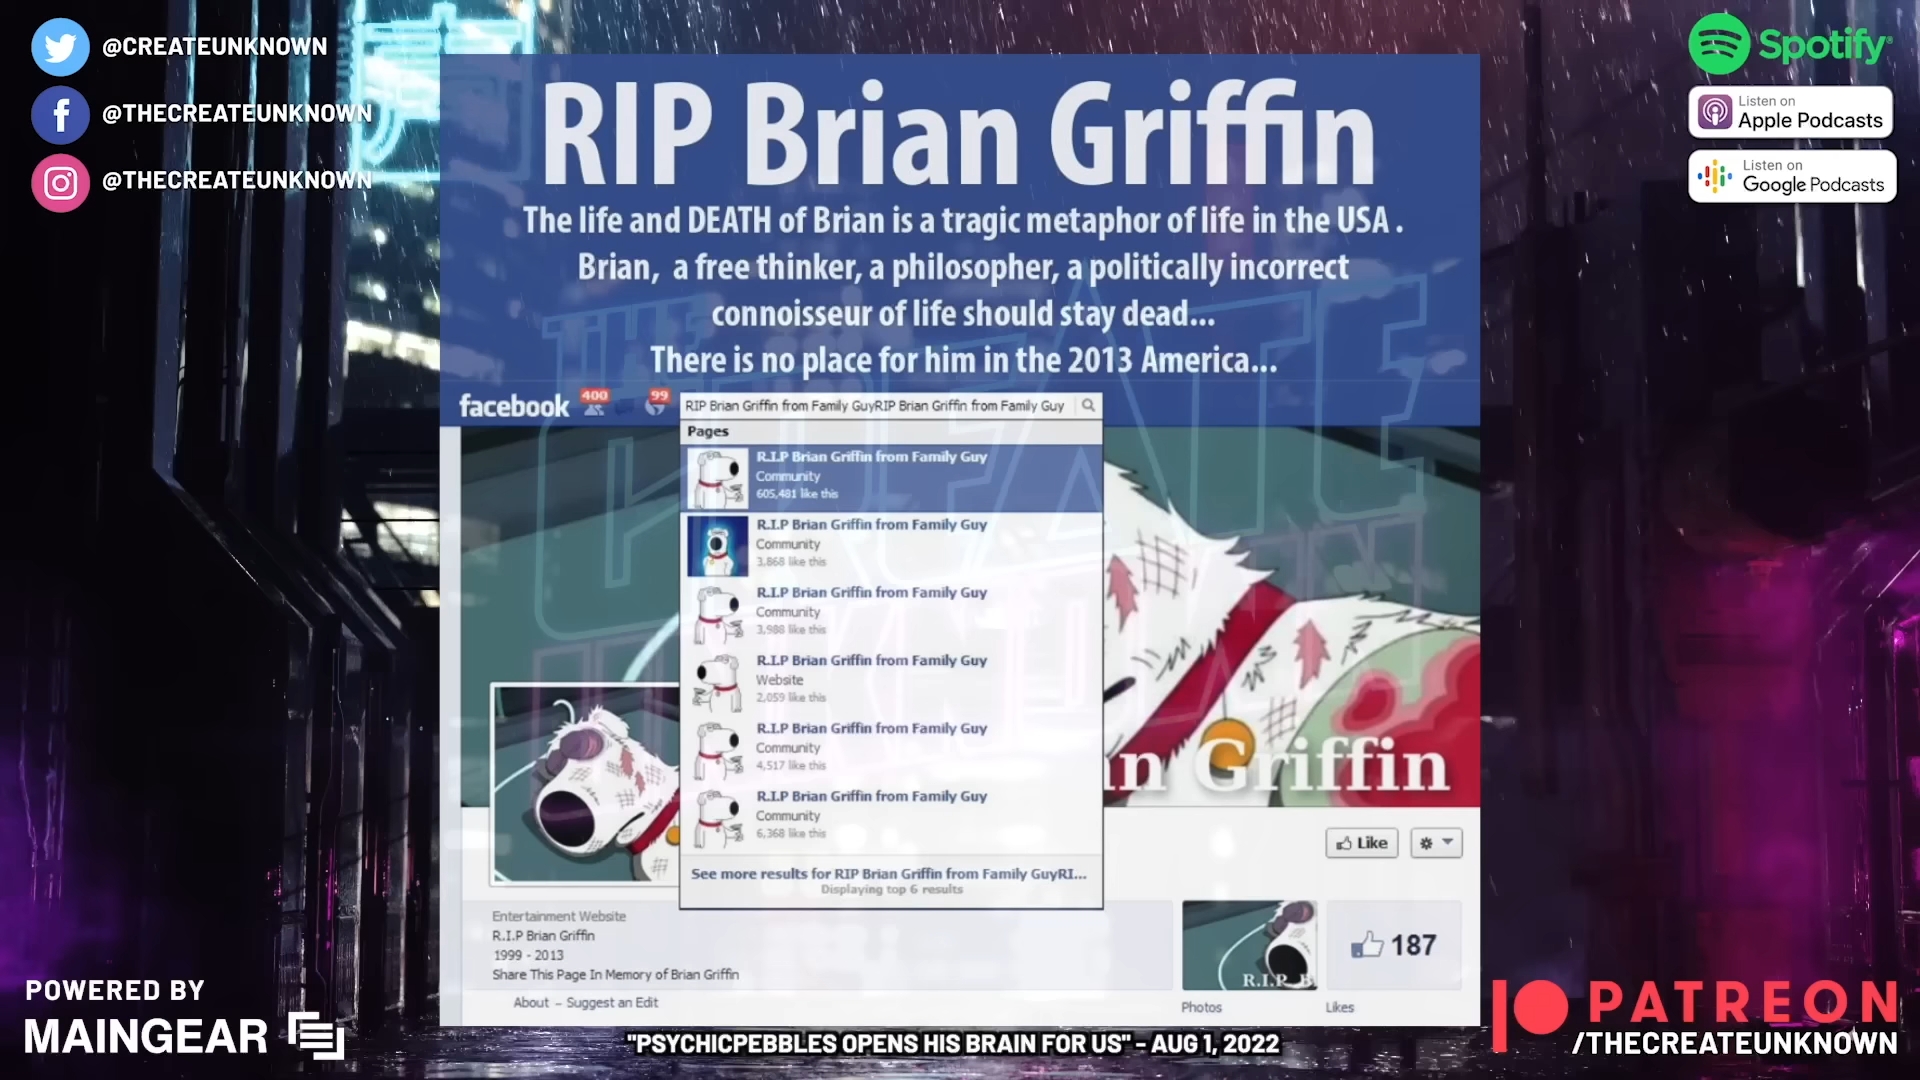 @CREATEUNKNOWN
@THECREATEUNKNOWN
@THECREATEUNKNOWN
Spotify
Listen on
Apple Podcasts
Listen on
Google Podcasts
RIP Brian Griffin
The life and DEATH of Brian is a tragic metaphor of life in the USA .
Brian, a free thinker, a philosopher, a politically incorrect
connoisseur of life should stay dead...
There is no place for him in the 2013 America...
facebook
400
99
RIP Brian Griffin from Family GuyRIP Brian Griffin from Family Guy
Pages
R.I.P Brian Griffin from Family Guy
Community
605,481 like this
R.I.P Brian Griffin from Family Guy
Community
3,868 like this
R.I.P Brian Griffin from Family Guy
Community
3,988 like this
R.I.P Brian Griffin from Family Guy
Website
2,059 like this
R.I.P Brian Griffin from Family Guy
Community
4,517 like this
R.I.P Brian Griffin from Family Guy
Community
6,368 like this
See more results for RIP Brian Griffin from Family GuyRI...
Displaying top 6 results
n Griffin
THE
CREATE
UNKNOWN
Like
Entertainment Website
R.I.P Brian Griffin
1999 - 2013
Share This Page In Memory of Brian Griffin
About – Suggest an Edit
R.I.P B
Photos
187
Likes
POWERED BY
MAINGEAR
"PSYCHICPEBBLES OPENS HIS BRAIN FOR US" - AUG 1, 2022
PATREON
/THECREATEUNKNOWN